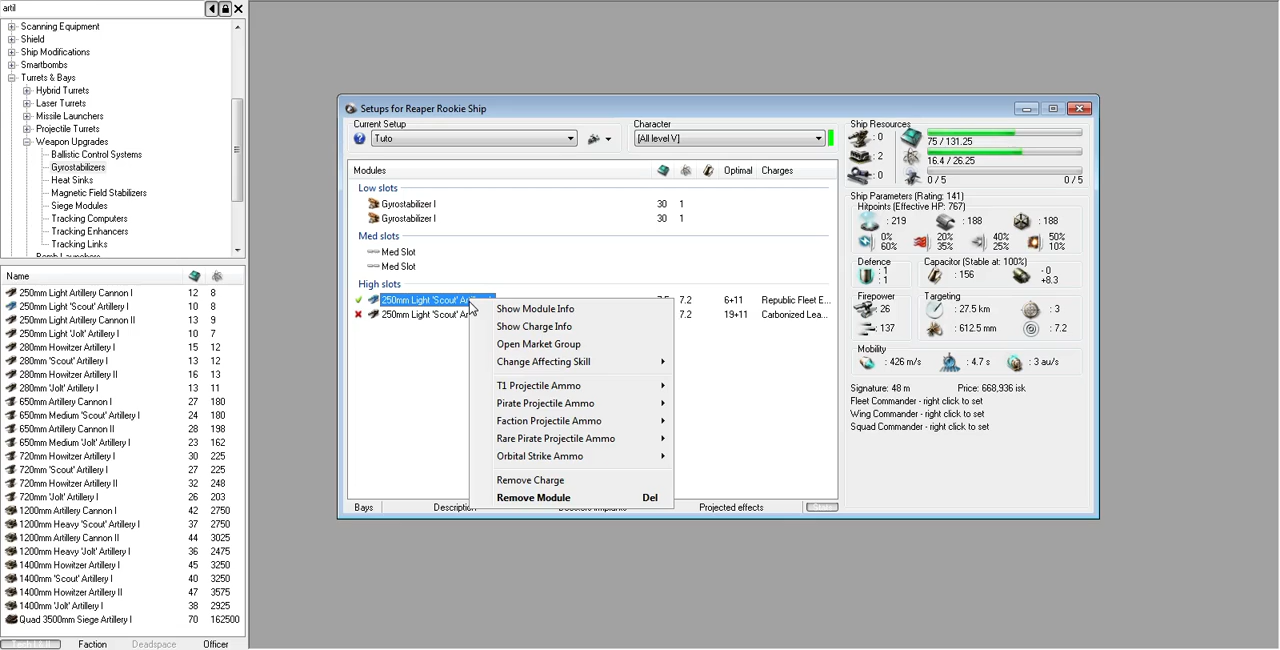 artil
Scanning Equipment
Shield
Ship Modifications
Smartbombs
Turrets & Bays
Hybrid Turrets
Laser Turrets
Missile Launchers
Projectile Turrets
Weapon Upgrades
Ballistic Control Systems
Gyrostabilizers
Heat Sinks
Magnetic Field Stabilizers
Siege Modules
Tracking Computers
Tracking Enhancers
Tracking Links
Name
250mm Light Artillery Cannon I 12 8
250mm Light 'Scout' Artillery I 10 8
250mm Light Artillery Cannon II 13 9
250mm Light 'Jolt' Artillery I 10 7
280mm Howitzer Artillery I 15 12
280mm 'Scout' Artillery I 13 12
280mm Howitzer Artillery II 16 13
280mm 'Jolt' Artillery I 13 11
650mm Artillery Cannon I 27 180
650mm Medium 'Scout' Artillery I 24 180
650mm Artillery Cannon II 28 198
650mm Medium 'Jolt' Artillery I 23 162
720mm Howitzer Artillery I 30 225
720mm 'Scout' Artillery I 27 225
720mm Howitzer Artillery II 32 248
720mm 'Jolt' Artillery I 26 203
1200mm Artillery Cannon I 42 2750
1200mm Heavy 'Scout' Artillery I 37 2750
1200mm Artillery Cannon II 44 3025
1200mm Heavy 'Jolt' Artillery I 36 2475
1400mm Howitzer Artillery I 45 3250
1400mm 'Scout' Artillery I 40 3250
1400mm Howitzer Artillery II 47 3575
1400mm 'Jolt' Artillery I 38 2925
Quad 3500mm Siege Artillery I 70 162500
Faction Deadspace Officer
Setups for Reaper Rookie Ship
Current Setup
Tuto
Character
[All level V]
Modules Optimal Charges
Low slots
Gyrostabilizer I 30 1
Gyrostabilizer I 30 1
Med slots
Med Slot
Med Slot
High slots
250mm Light 'Scout' 7.2 6+11 Republic Fleet E...
250mm Light 'Scout' 7.2 19+11 Carbonized Lea...
Show Module Info
Show Charge Info
Open Market Group
Change Affecting Skill
T1 Projectile Ammo
Pirate Projectile Ammo
Faction Projectile Ammo
Rare Pirate Projectile Ammo
Orbital Strike Ammo
Remove Charge
Remove Module Del
Bays Projected effects
Ship Resources
: 0
: 2
: 0
75 / 131.25
16.4 / 26.25
0 / 5 0 / 5
Ship Parameters (Rating: 141)
Hitpoints (Effective HP: 767)
: 219 : 188 : 188
0% 20% 40% 50%
60% 35% 25% 10%
Defence
: 1
: 1
Capacitor (Stable at: 100%)
: 156 - 0
+8.3
Firepower
: 26
: 137
Targeting
: 27.5 km : 3
: 612.5 mm : 7.2
Mobility
: 426 m/s : 4.7 s : 3 au/s
Signature: 48 m Price: 668,936 isk
Fleet Commander - right click to set
Wing Commander - right click to set
Squad Commander - right click to set